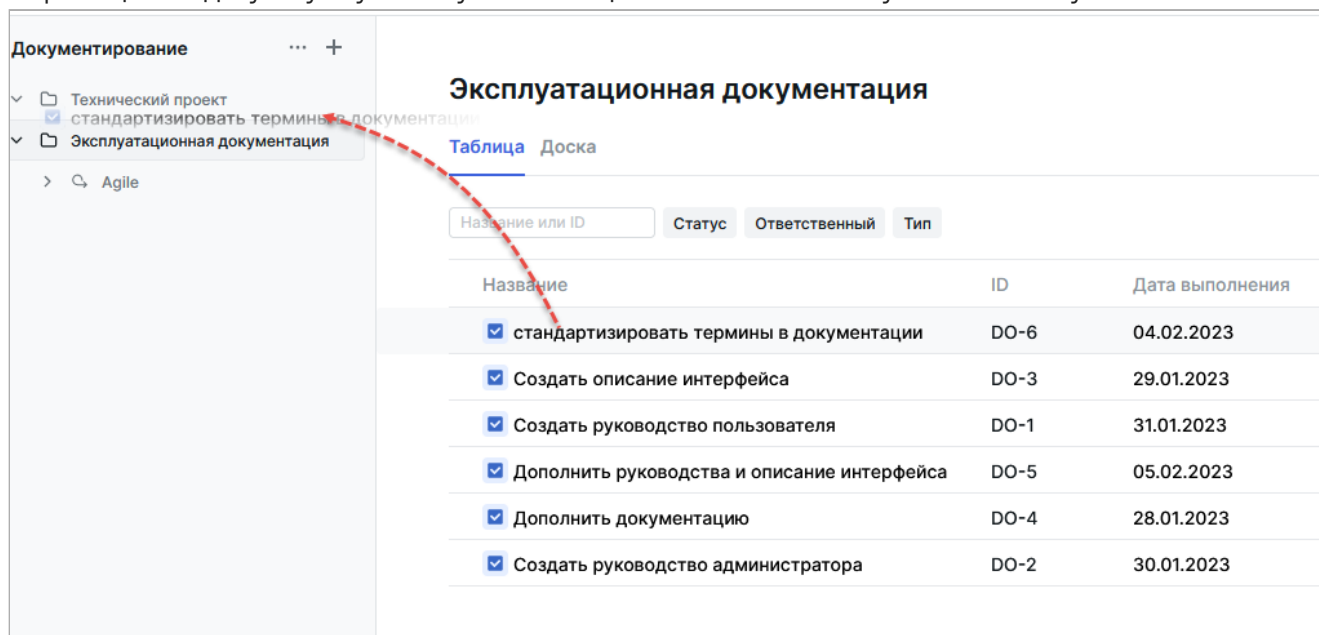 Документирование
Технический проект
стандартизировать термины в документации
Эксплуатационная документация
Agile
Эксплуатационная документация
Таблица Доска
Название или ID Статус Ответственный Тип
Название ID Дата выполнения
стандартизировать термины в документации DO-6 04.02.2023
Создать описание интерфейса DO-3 29.01.2023
Создать руководство пользователя DO-1 31.01.2023
Дополнить руководства и описание интерфейса DO-5 05.02.2023
Дополнить документацию DO-4 28.01.2023
Создать руководство администратора DO-2 30.01.2023